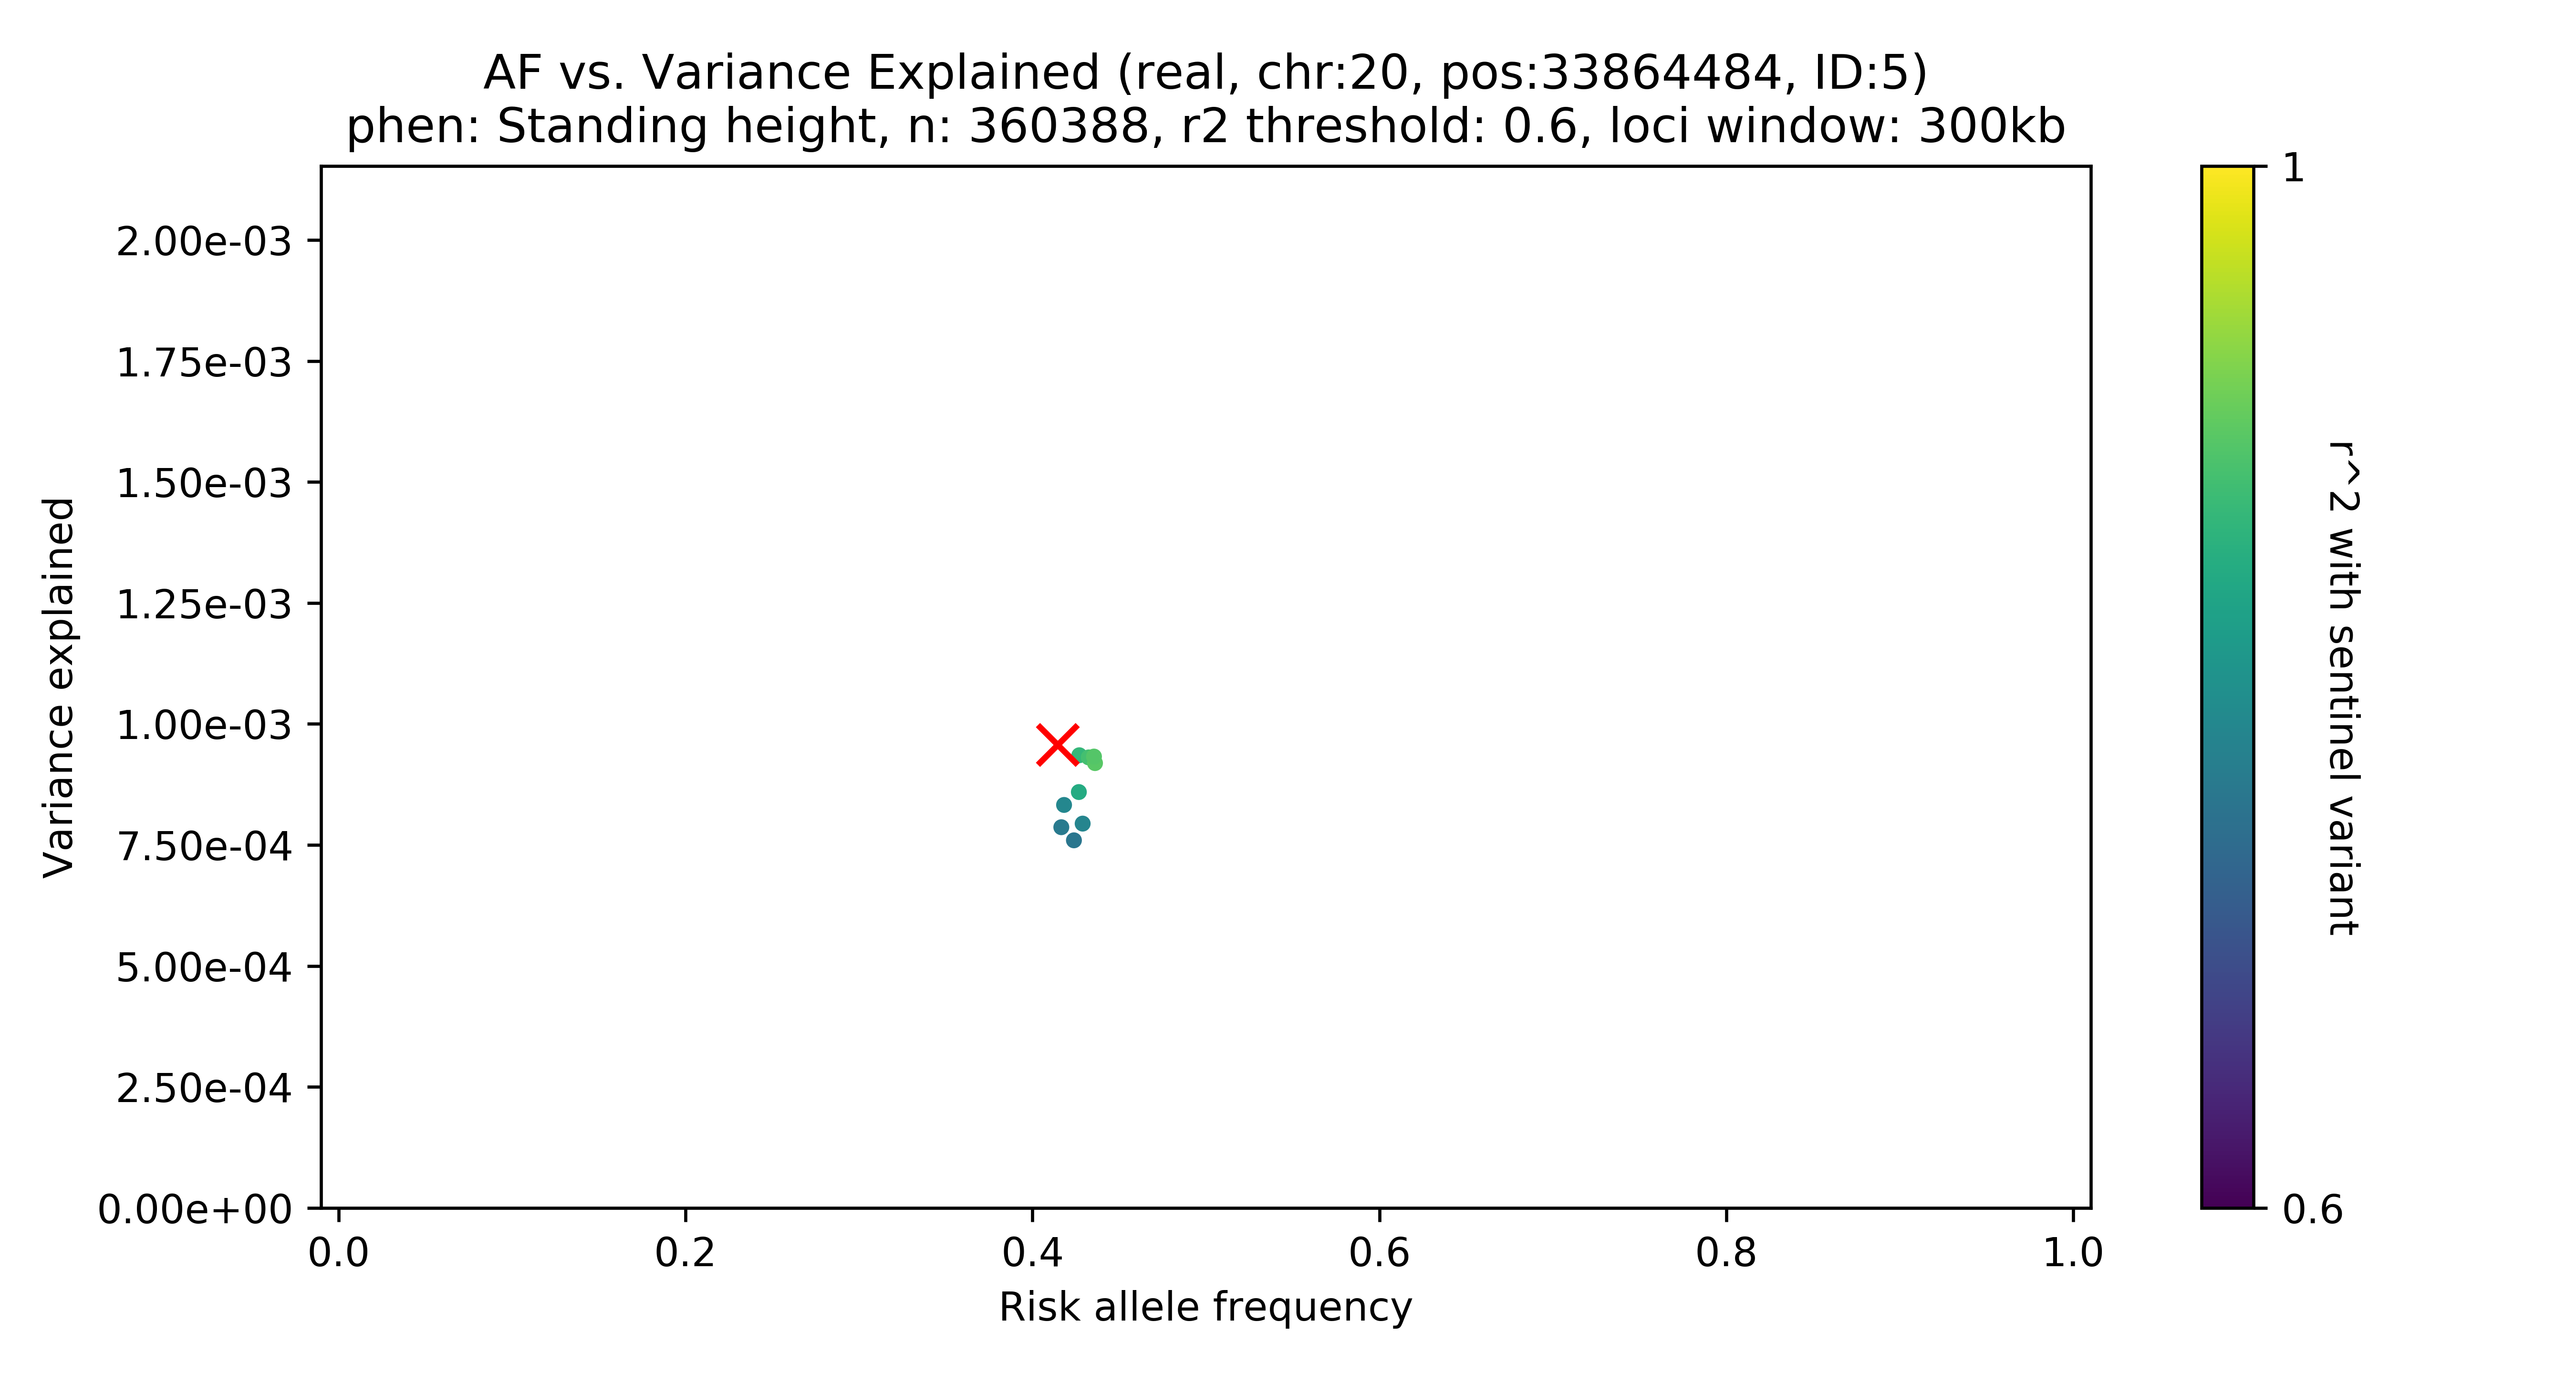 AF vs. Variance Explained (real, chr:20, pos:33864484, ID:5)
phen: Standing height, n: 360388, r2 threshold: 0.6, loci window: 300kb
Variance explained
2.00e-03
1.75e-03
1.50e-03
1.25e-03
1.00e-03
7.50e-04
5.00e-04
2.50e-04
0.00e+00
0.0 0.2 0.4 0.6 0.8 1.0
Risk allele frequency
1
0.6
r^2 with sentinel variant